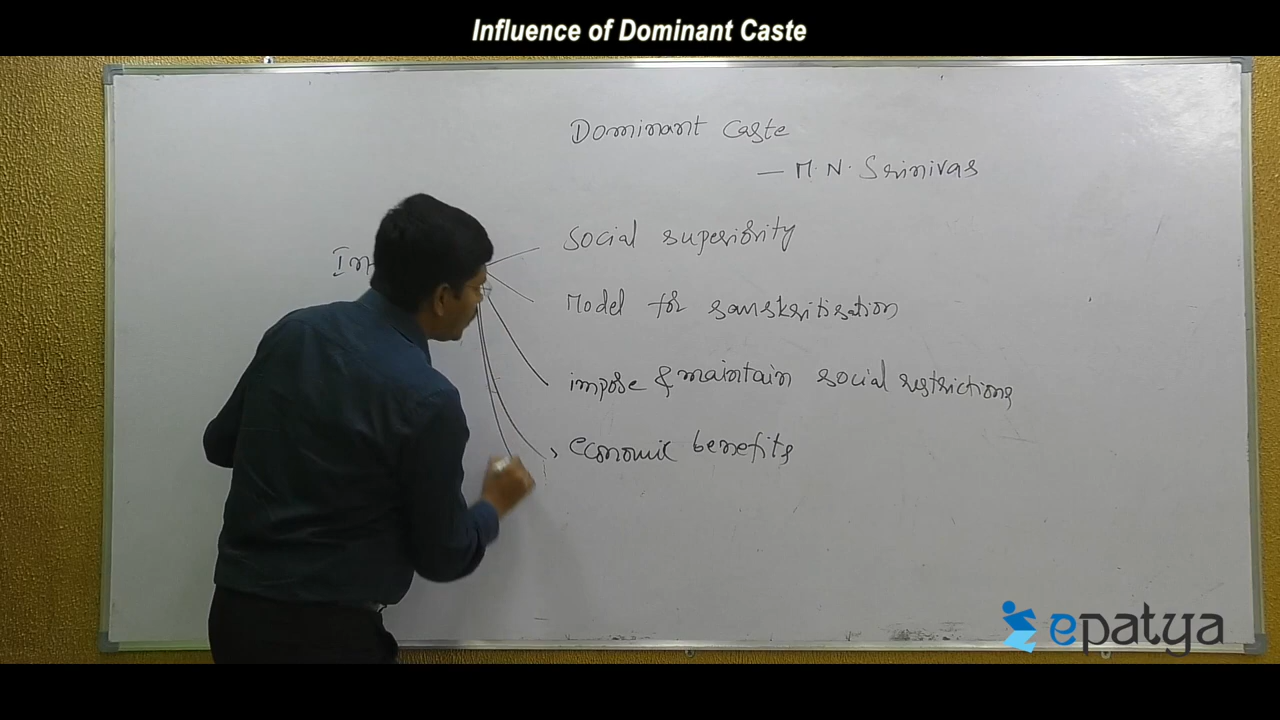 Influence of Dominant Caste
Dominant Caste
— M. N. Srinivas
In
Social superiority
Model for sanskritisation
impose & maintain social restrictions
economic benefits
epatya